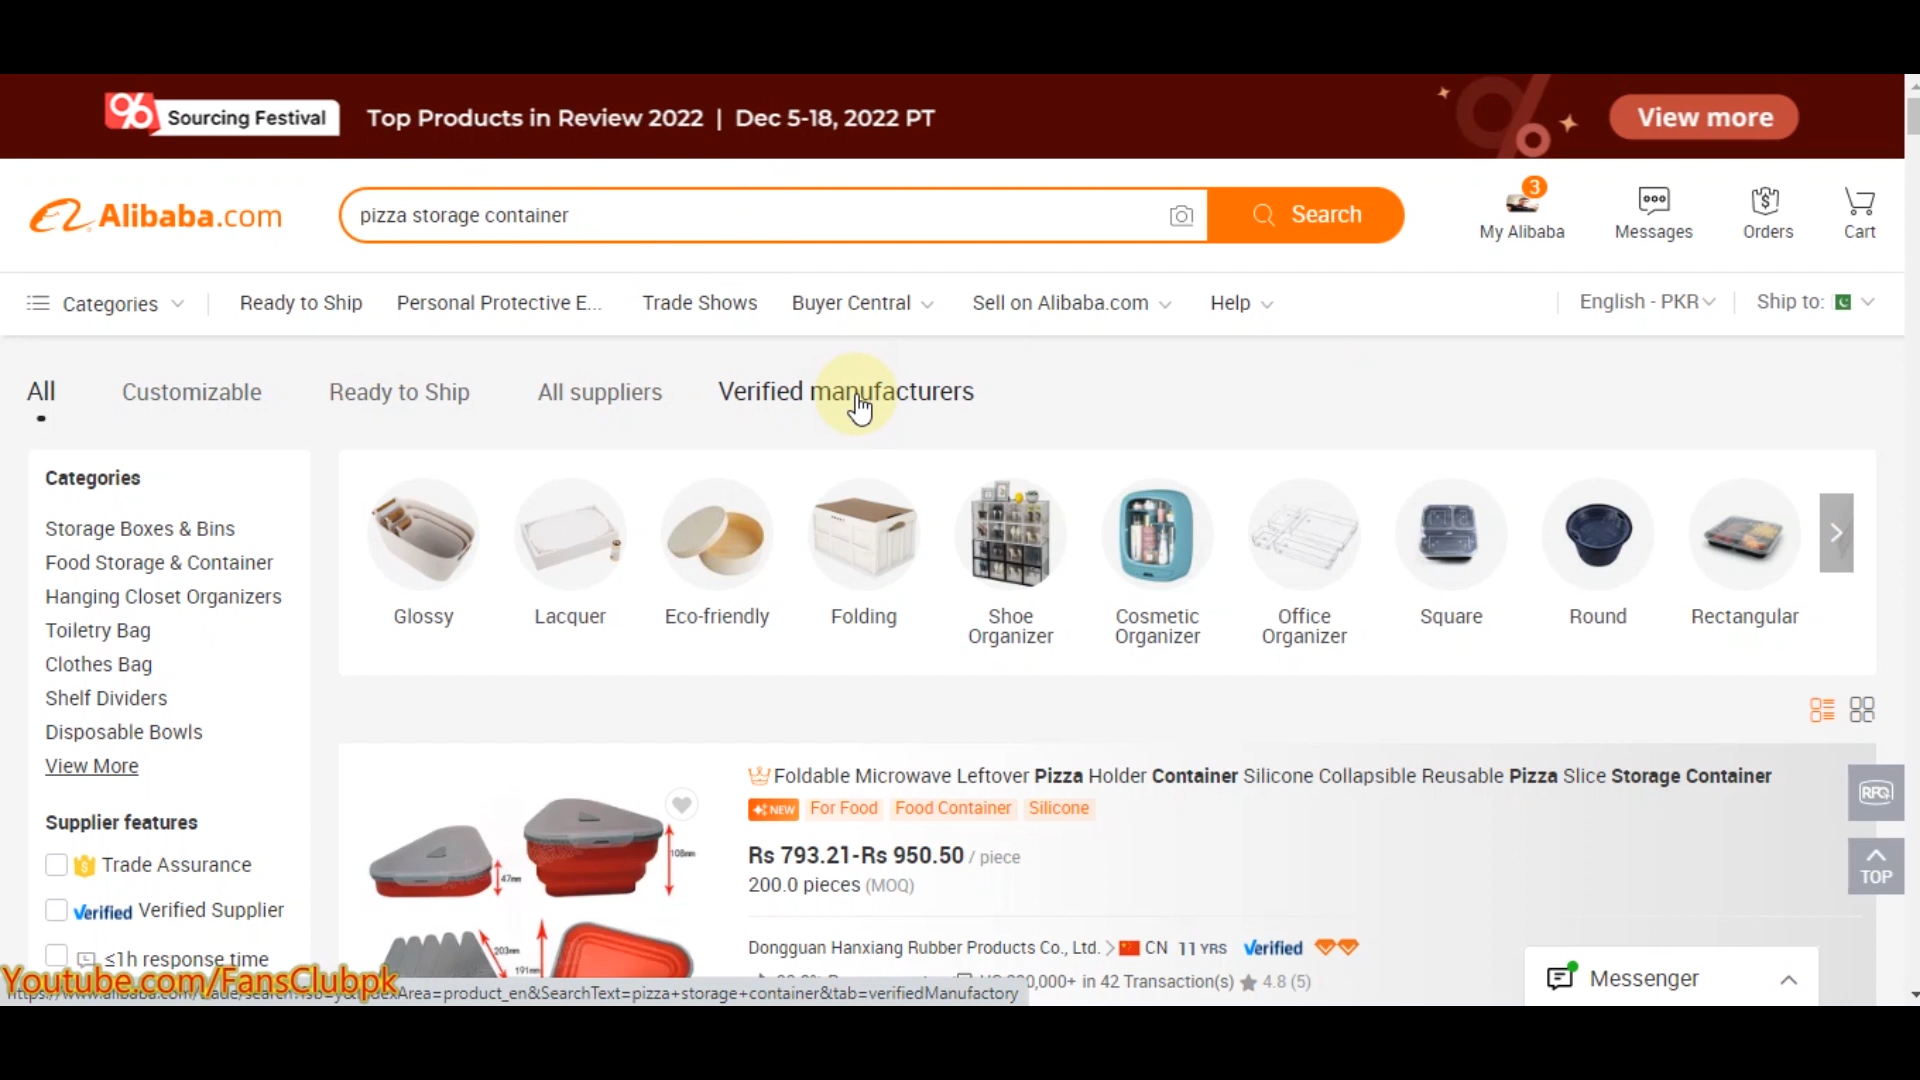 96 Sourcing Festival Top Products in Review 2022 | Dec 5-18, 2022 PT View more
Alibaba.com
pizza storage container
Search
3
My Alibaba Messages Orders Cart
Categories Ready to Ship Personal Protective E... Trade Shows Buyer Central Sell on Alibaba.com Help English - PKR Ship to:
All Customizable Ready to Ship All suppliers Verified manufacturers
Categories
Storage Boxes & Bins
Food Storage & Container
Hanging Closet Organizers
Toiletry Bag
Clothes Bag
Shelf Dividers
Disposable Bowls
View More
Supplier features
Trade Assurance
Verified Verified Supplier
≤1h response time
Glossy
Lacquer
Eco-friendly
Folding
Shoe
Organizer
Cosmetic
Organizer
Office
Organizer
Square
Round
Rectangular
Foldable Microwave Leftover Pizza Holder Container Silicone Collapsible Reusable Pizza Slice Storage Container
NEW For Food Food Container Silicone
Rs 793.21-Rs 950.50 / piece
200.0 pieces (MOQ)
Dongguan Hanxiang Rubber Products Co., Ltd. > CN 11 YRS Verified
0,000+ in 42 Transaction(s) 4.8 (5)
47mm
108mm
203mm
191mm
RFQ
TOP
Messenger
Youtube.com/FansClubpk
Area=product_en&SearchText=pizza+storage+container&tab=verifiedManufactory